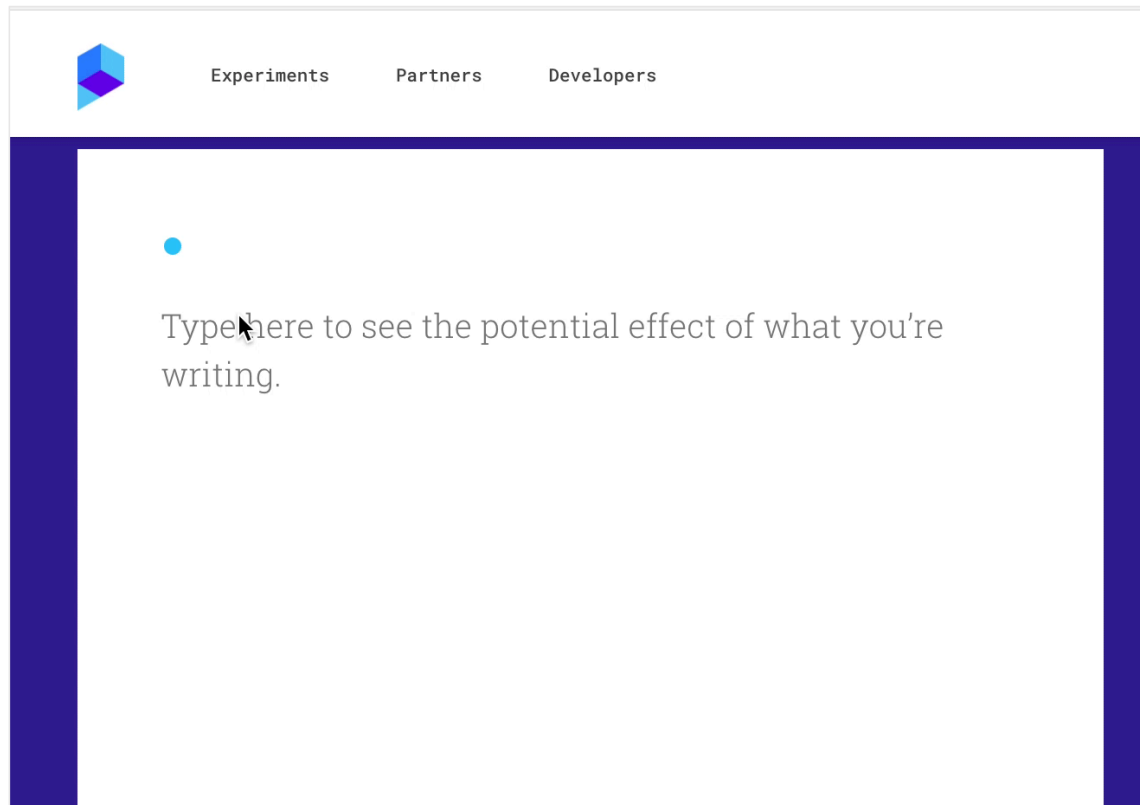 Experiments Partners Developers
Type here to see the potential effect of what you’re
writing.